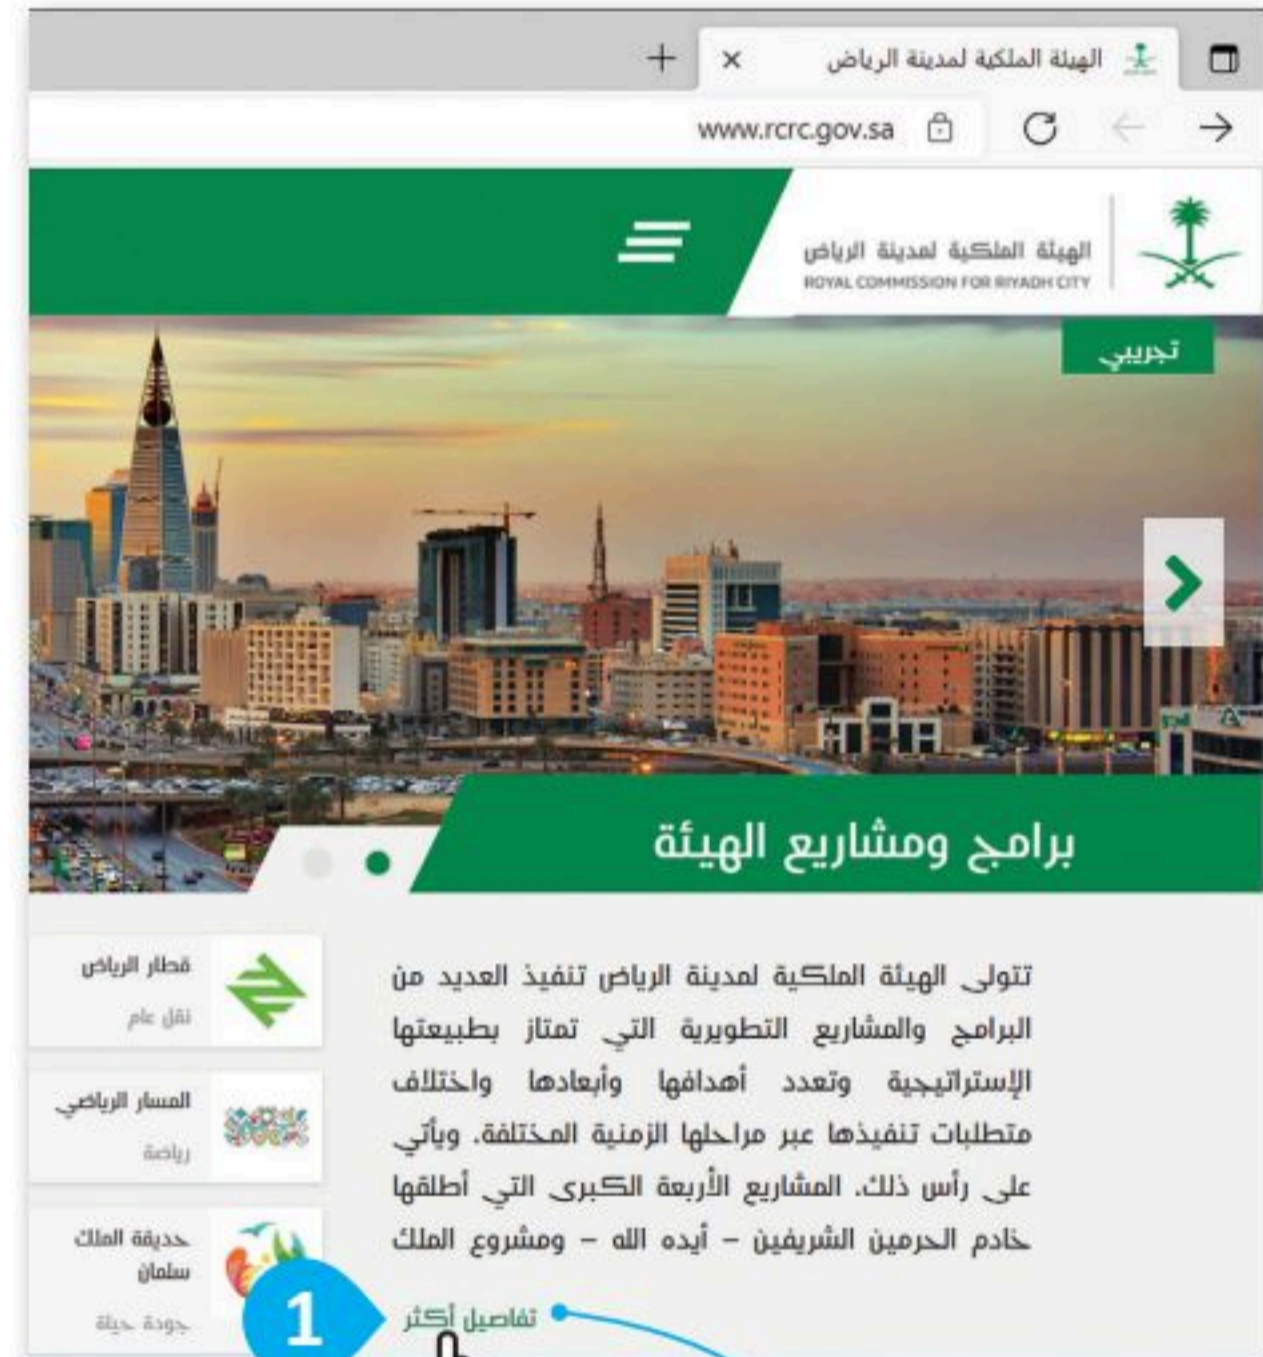 الهيئة الملكية لمدينة الرياض
www.rcrc.gov.sa
الهيئة الملكية لمدينة الرياض
ROYAL COMMISSION FOR RIYADH CITY
تجريبي
برامج ومشاريع الهيئة
تتولى الهيئة الملكية لمدينة الرياض تنفيذ العديد من
البرامج والمشاريع التطويرية التي تمتاز بطبيعتها
الإستراتيجية وتعدد أهدافها وأبعادها واختلاف
متطلبات تنفيذها عبر مراحلها الزمنية المختلفة. ويأتي
على رأس ذلك. المشاريع الأربعة الكبرى التي أطلقها
خادم الحرمين الشريفين – أيده الله – ومشروع الملك
تفاصيل أكثر
1
قطار الرياض
نقل عام
المسار الرياضي
رياضة
حديقة الملك
سلمان
جودة حياة